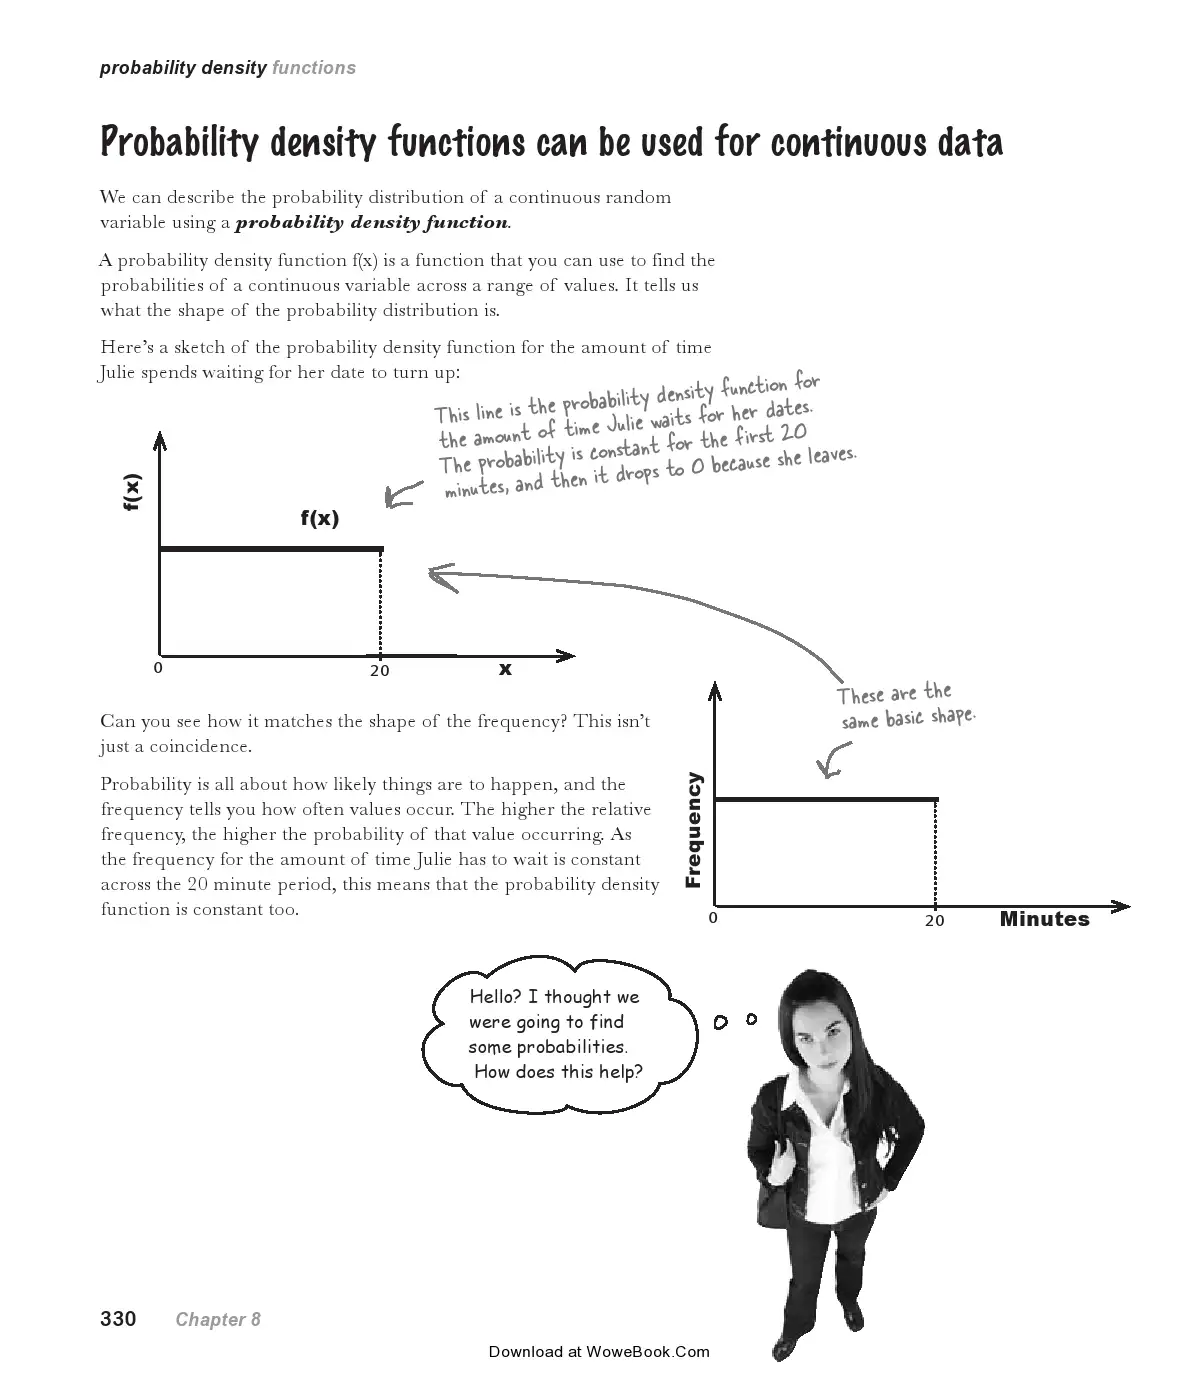 probability density functions
Probability density functions can be used for continuous data
We can describe the probability distribution of a continuous random
variable using a probability density function.
A probability density function f(x) is a function that you can use to find the
probabilities of a continuous variable across a range of values. It tells us
what the shape of the probability distribution is.
Here’s a sketch of the probability density function for the amount of time
Julie spends waiting for her date to turn up:
This line is the probability density function for
the amount of time Julie waits for her dates.
The probability is constant for the first 20
minutes, and then it drops to 0 because she leaves.
f(x)
f(x)
0
20
x
These are the
same basic shape.
Can you see how it matches the shape of the frequency? This isn’t
just a coincidence.
Probability is all about how likely things are to happen, and the
frequency tells you how often values occur. The higher the relative
frequency, the higher the probability of that value occurring. As
the frequency for the amount of time Julie has to wait is constant
across the 20 minute period, this means that the probability density
function is constant too.
Frequency
0
20
Minutes
Hello? I thought we
were going to find
some probabilities.
How does this help?
330 Chapter 8
Download at WoweBook.Com